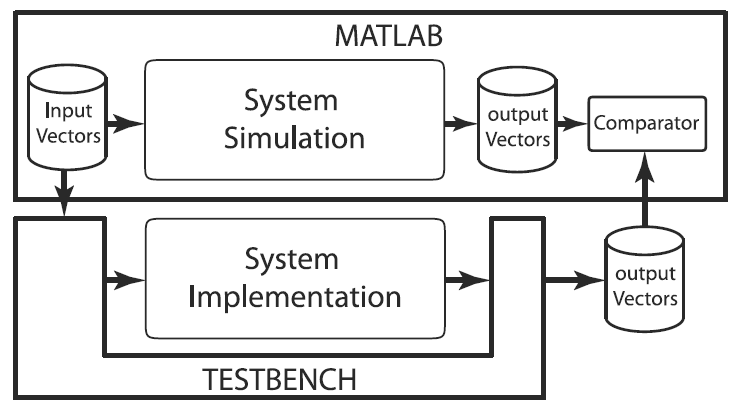 MATLAB
Input
Vectors
System
Simulation
output
Vectors
Comparator
System
Implementation
output
Vectors
TESTBENCH